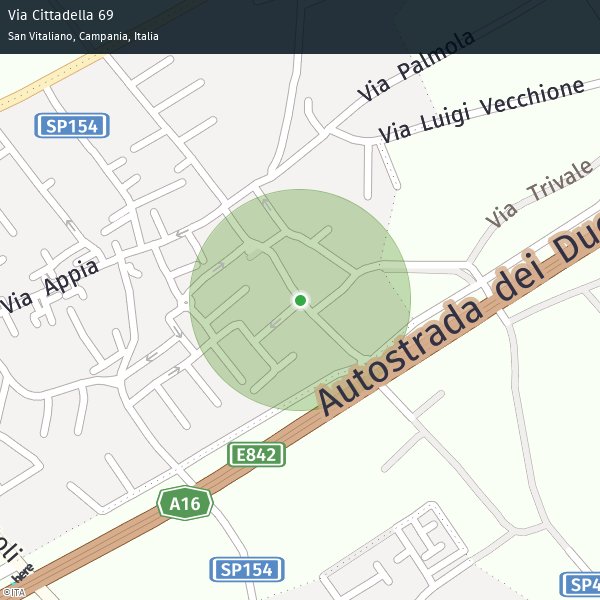 Via Cittadella 69
San Vitaliano, Campania, Italia
Via Palmola
SP154
Via Luigi Vecchione
Via Trivale
Via Appia
Autostrada dei Due
E842
A16
SP154
SP4
oli
here
©ITA